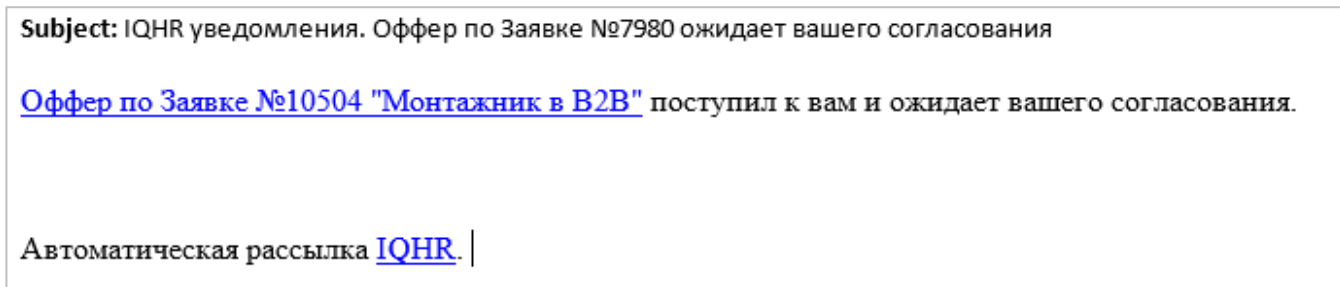 Subject: IQHR уведомления. Оффер по Заявке №7980 ожидает вашего согласования
Оффер по Заявке №10504 "Монтажник в B2B" поступил к вам и ожидает вашего согласования.
Автоматическая рассылка IQHR.